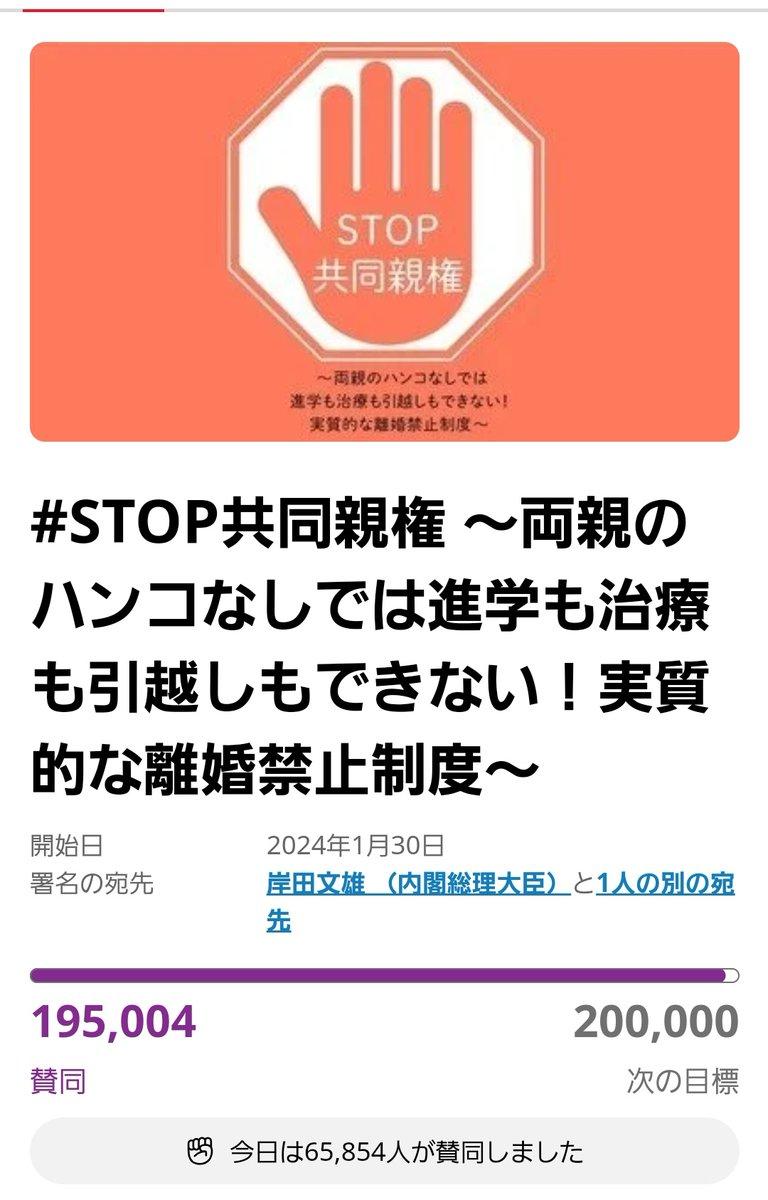 STOP
共同親権
～両親のハンコなしでは
進学も治療も引越しもできない!
実質的な離婚禁止制度～
#STOP共同親権 ～両親の
ハンコなしでは進学も治療
も引越しもできない！実質
的な離婚禁止制度～
開始日 2024年1月30日
署名の宛先 岸田文雄 （内閣総理大臣）と1人の別の宛
先
195,004 200,000
賛同 次の目標
今日は65,854人が賛同しました